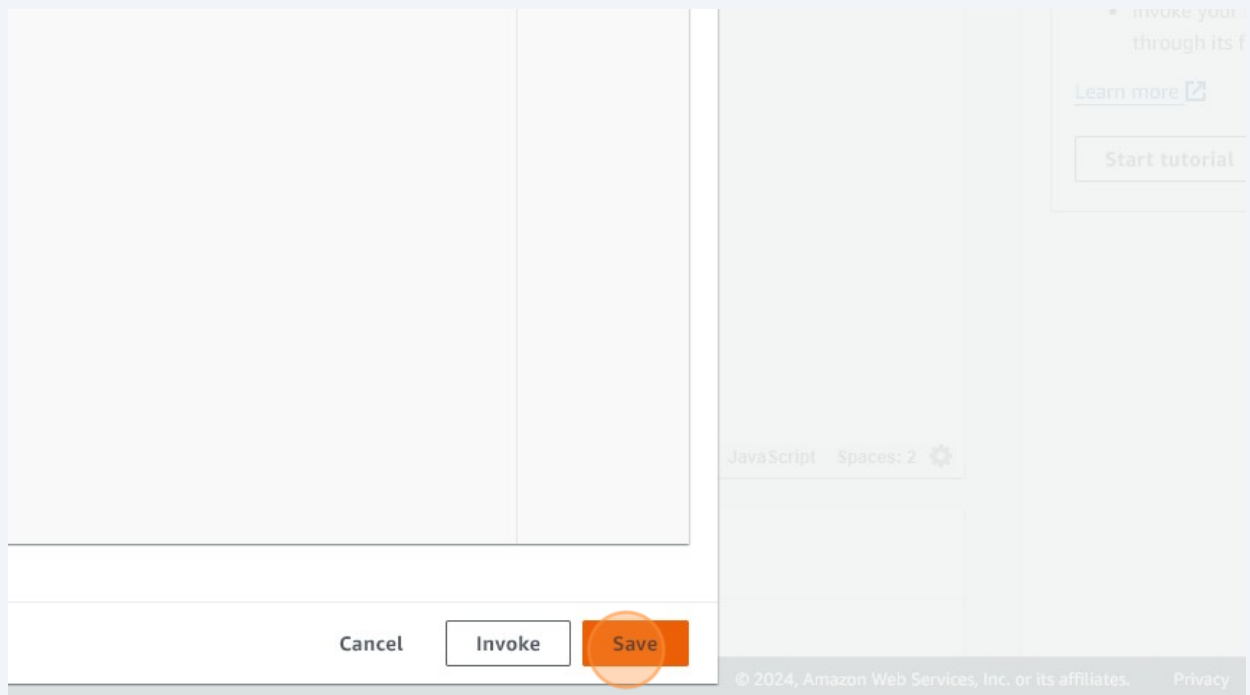 • Invoke your
through its f
Learn more
Start tutorial
JavaScript Spaces: 2
Cancel Invoke Save
© 2024, Amazon Web Services, Inc. or its affiliates. Privacy